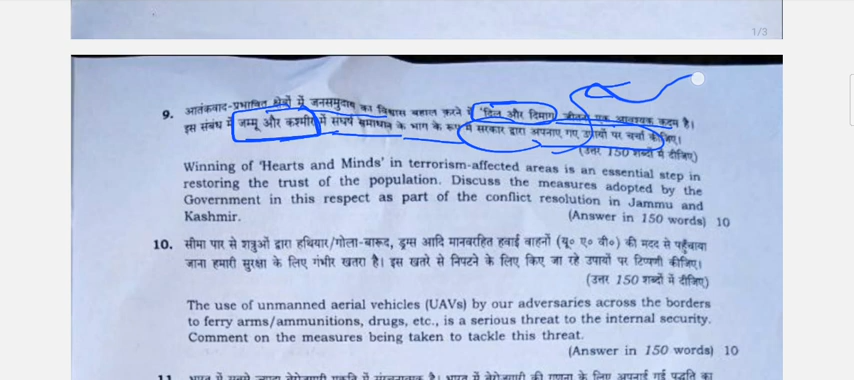 1/3
9. आतंकवाद-प्रभावित क्षेत्रों में जनसमुदाय का विश्वास बहाल करने में 'दिल और दिमाग' जीतना एक आवश्यक कदम है।
इस संबंध में जम्मू और कश्मीर में संघर्ष समाधान के भाग के रूप में सरकार द्वारा अपनाए गए उपायों पर चर्चा कीजिए।
(उत्तर 150 शब्दों में दीजिए)
Winning of 'Hearts and Minds' in terrorism-affected areas is an essential step in
restoring the trust of the population. Discuss the measures adopted by the
Government in this respect as part of the conflict resolution in Jammu and
Kashmir. (Answer in 150 words) 10
10. सीमा पार से शत्रुओं द्वारा हथियार/गोला-बारूद, ड्रग्स आदि मानवरहित हवाई वाहनों (यू० ए० वी०) की मदद से पहुँचाया
जाना हमारी सुरक्षा के लिए गंभीर खतरा है। इस खतरे से निपटने के लिए किए जा रहे उपायों पर टिप्पणी कीजिए।
(उत्तर 150 शब्दों में दीजिए)
The use of unmanned aerial vehicles (UAVs) by our adversaries across the borders
to ferry arms/ammunitions, drugs, etc., is a serious threat to the internal security.
Comment on the measures being taken to tackle this threat.
(Answer in 150 words) 10